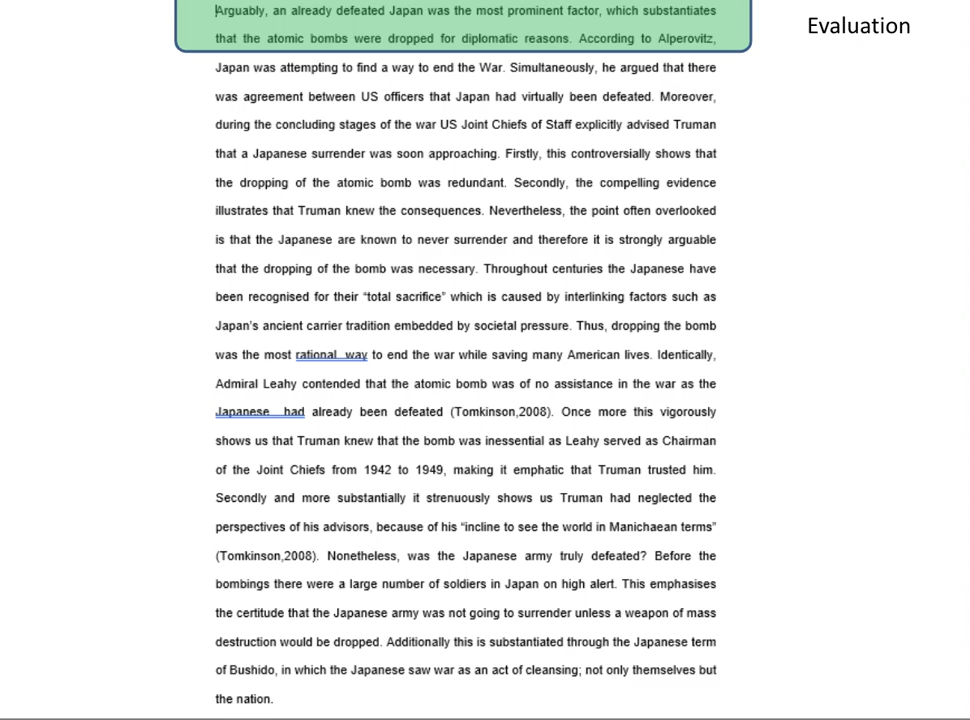 Arguably, an already defeated Japan was the most prominent factor, which substantiates
that the atomic bombs were dropped for diplomatic reasons. According to Alperovitz,
Japan was attempting to find a way to end the War. Simultaneously, he argued that there
was agreement between US officers that Japan had virtually been defeated. Moreover,
during the concluding stages of the war US Joint Chiefs of Staff explicitly advised Truman
that a Japanese surrender was soon approaching. Firstly, this controversially shows that
the dropping of the atomic bomb was redundant. Secondly, the compelling evidence
illustrates that Truman knew the consequences. Nevertheless, the point often overlooked
is that the Japanese are known to never surrender and therefore it is strongly arguable
that the dropping of the bomb was necessary. Throughout centuries the Japanese have
been recognised for their “total sacrifice” which is caused by interlinking factors such as
Japan’s ancient carrier tradition embedded by societal pressure. Thus, dropping the bomb
was the most rational way to end the war while saving many American lives. Identically,
Admiral Leahy contended that the atomic bomb was of no assistance in the war as the
Japanese had already been defeated (Tomkinson,2008). Once more this vigorously
shows us that Truman knew that the bomb was inessential as Leahy served as Chairman
of the Joint Chiefs from 1942 to 1949, making it emphatic that Truman trusted him.
Secondly and more substantially it strenuously shows us Truman had neglected the
perspectives of his advisors, because of his “incline to see the world in Manichaean terms”
(Tomkinson,2008). Nonetheless, was the Japanese army truly defeated? Before the
bombings there were a large number of soldiers in Japan on high alert. This emphasises
the certitude that the Japanese army was not going to surrender unless a weapon of mass
destruction would be dropped. Additionally this is substantiated through the Japanese term
of Bushido, in which the Japanese saw war as an act of cleansing; not only themselves but
the nation.
Evaluation